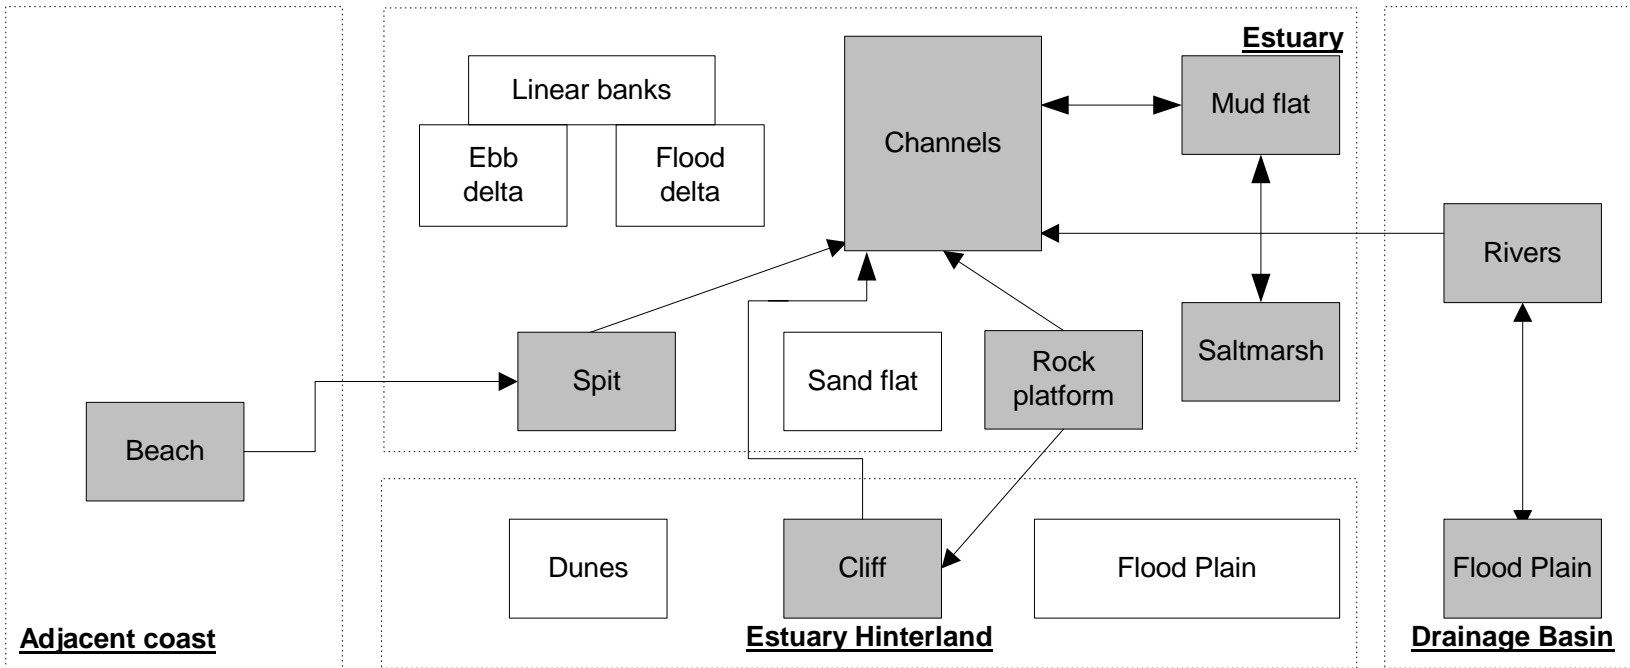 Estuary
Linear banks
Channels
Mud flat
Ebb
delta
Flood
delta
Rivers
Spit
Sand flat
Rock
platform
Saltmarsh
Beach
Dunes
Cliff
Flood Plain
Flood Plain
Adjacent coast
Estuary Hinterland
Drainage Basin